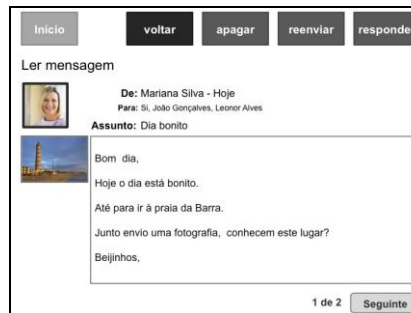 Início voltar apagar reenviar responde
Ler mensagem
De: Mariana Silva - Hoje
Para: Si, João Gonçalves, Leonor Alves
Assunto: Dia bonito
Bom dia,
Hoje o dia está bonito.
Até para ir à praia da Barra.
Junto envio uma fotografia, conhecem este lugar?
Beijinhos,
1 de 2 Seguinte